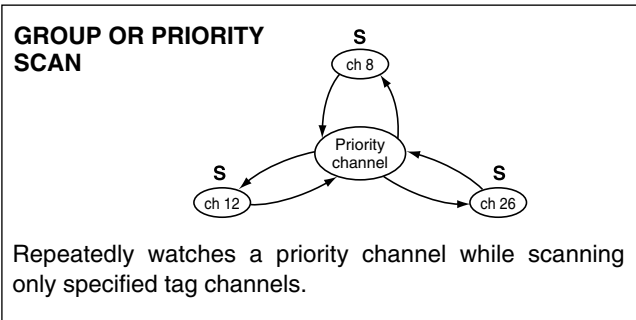 GROUP OR PRIORITY
SCAN
S
ch 8
Priority
channel
S
ch 12
S
ch 26
Repeatedly watches a priority channel while scanning
only specified tag channels.